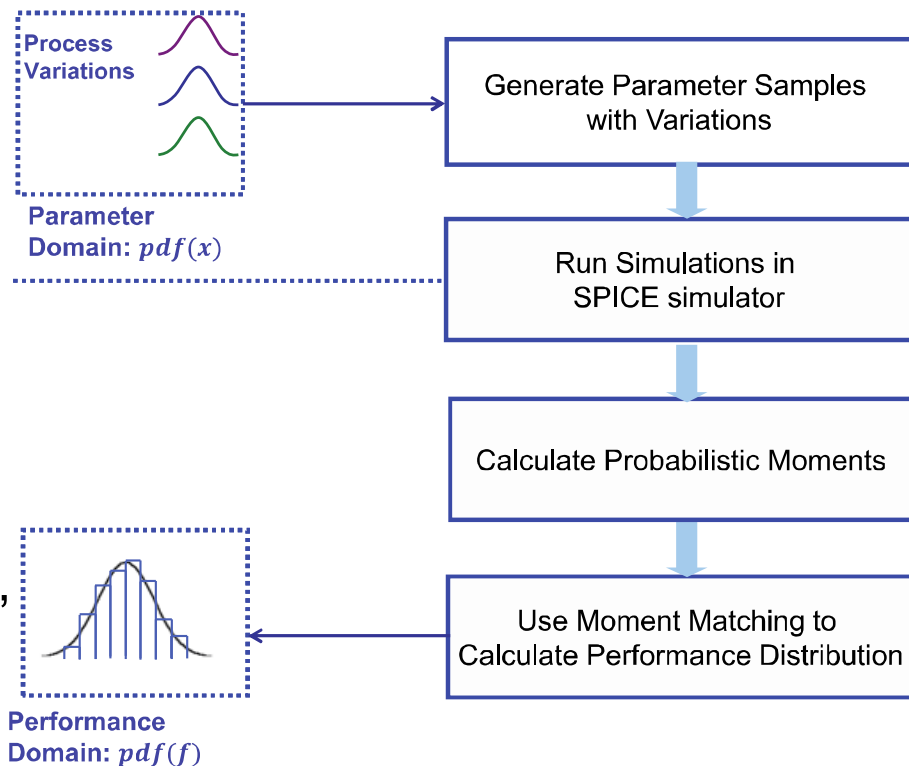 Process
Variations
Generate Parameter Samples
with Variations
Parameter
Domain: pdf(x)
Run Simulations in
SPICE simulator
Calculate Probabilistic Moments
,
Use Moment Matching to
Calculate Performance Distribution
Performance
Domain: pdf(f)